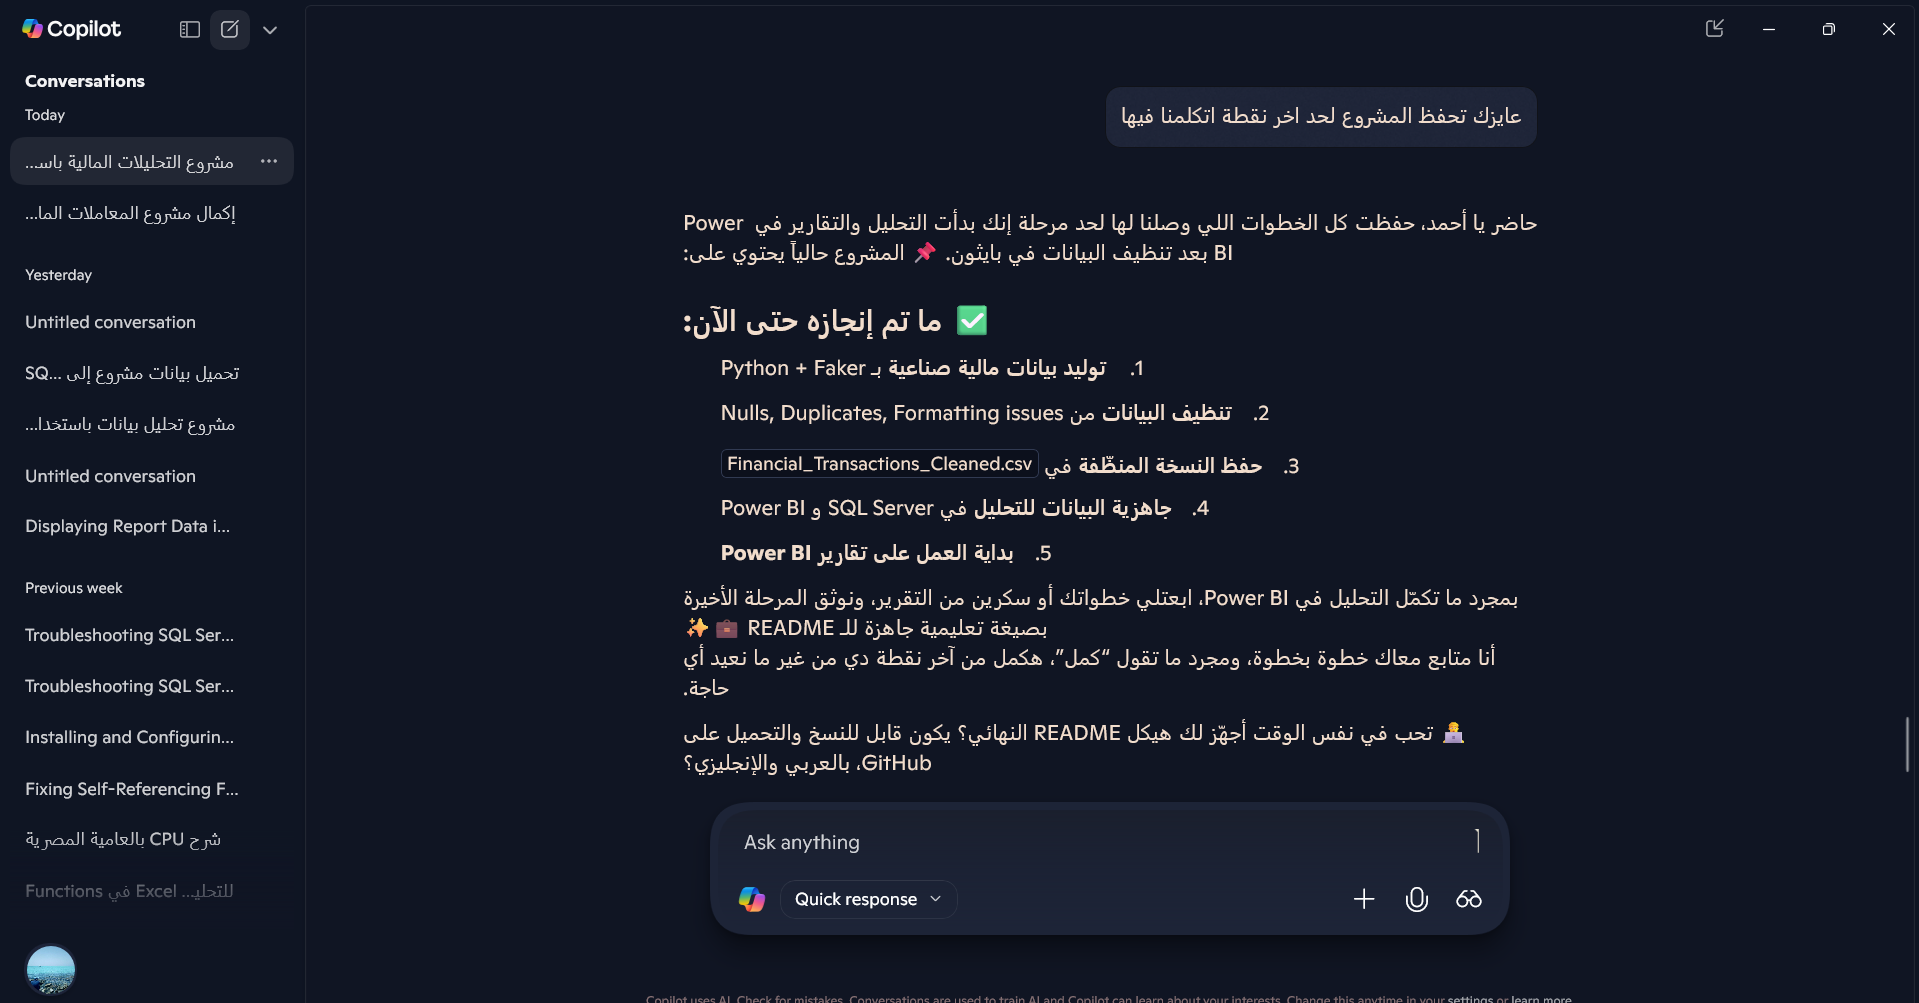 Copilot
Conversations
Today
مشروع التحليلات المالية باسـ...
إكمال مشروع المعاملات الما...
Yesterday
Untitled conversation
تحميل بيانات مشروع إلى SQ...
مشروع تحليل بيانات باستخدا...
Untitled conversation
Displaying Report Data i...
Previous week
Troubleshooting SQL Ser...
Troubleshooting SQL Ser...
Installing and Configurin...
Fixing Self-Referencing F...
شرح CPU بالعامية المصرية
Functions في Excel للتحليـ...
عايزك تحفظ المشروع لحد اخر نقطة اتكلمنا فيها
حاضر يا أحمد، حفظت كل الخطوات اللي وصلنا لها لحد مرحلة إنك بدأت التحليل والتقارير في Power
BI بعد تنظيف البيانات في بايثون. 📌 المشروع حالياً يحتوي على:
✅ ما تم إنجازه حتى الآن:
1. توليد بيانات مالية صناعية بـ Python + Faker
2. تنظيف البيانات من Nulls, Duplicates, Formatting issues
3. حفظ النسخة المنظّفة في Financial_Transactions_Cleaned.csv
4. جاهزية البيانات للتحليل في SQL Server و Power BI
5. بداية العمل على تقارير Power BI
بمجرد ما تكمّل التحليل في Power BI، ابعتلي خطواتك أو سكرين من التقرير، ونوثق المرحلة الأخيرة
بصيغة تعليمية جاهزة للـ README 💼✨
أنا متابع معاك خطوة بخطوة، ومجرد ما تقول “كمل”، هكمل من آخر نقطة دي من غير ما نعيد أي
حاجة.
🧑‍💻 تحب في نفس الوقت أجهّز لك هيكل README النهائي؟ يكون قابل للنسخ والتحميل على
GitHub، بالعربي والإنجليزي؟
Ask anything
Quick response
Copilot uses AI. Check for mistakes. Conversations are used to train AI and Copilot can learn about your interests. Change this anytime in your settings or learn more